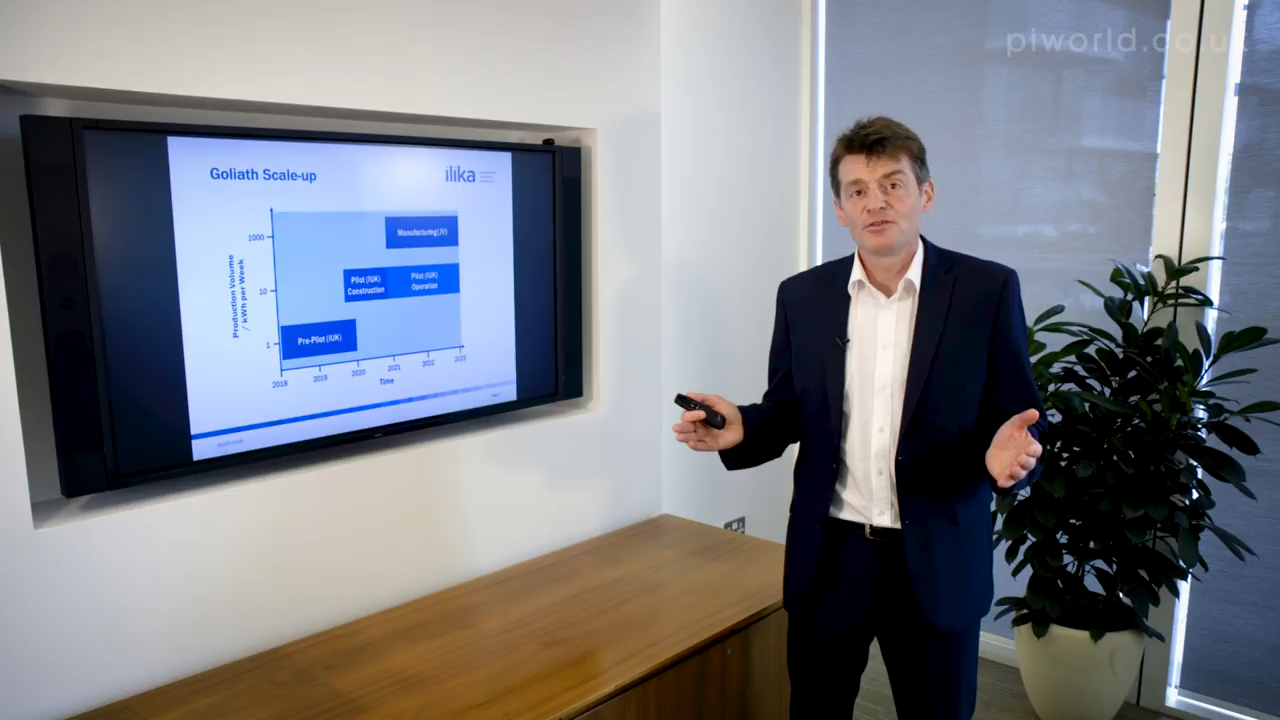 piworld.co.uk
Goliath Scale-up
ilika
Production Volume
/ kWh per Week
1000
10
1
Manufacturing(JV)
Pilot (IUK)
Construction
Pilot (IUK)
Operation
Pre-Pilot (IUK)
2018
2019
2020
2021
2022
2023
Time